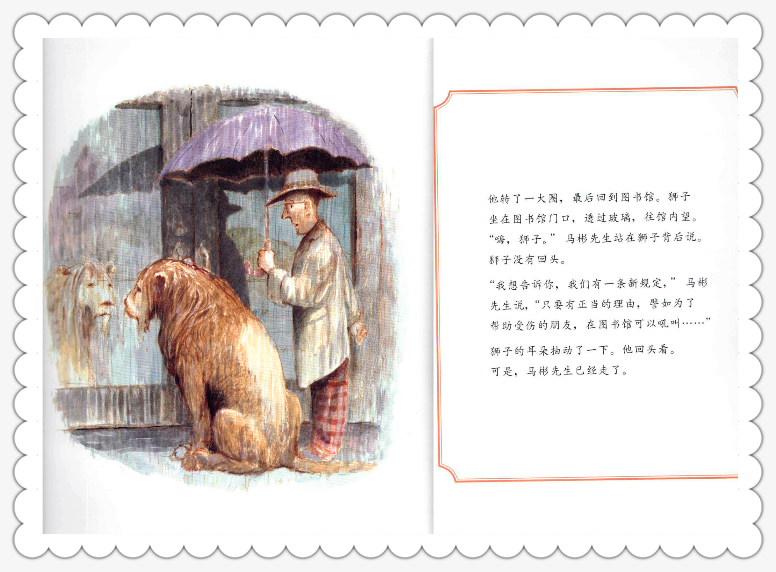 他转了一大圈，最后回到图书馆。狮子
坐在图书馆门口，透过玻璃，往馆内望。
“嗨，狮子。” 马彬先生站在狮子背后说。
狮子没有回头。
“我想告诉你，我们有一条新规定，” 马彬
先生说，“只要有正当的理由，譬如为了
帮助受伤的朋友，在图书馆可以吼叫……”
狮子的耳朵抽动了一下。他回头看。
可是，马彬先生已经走了。